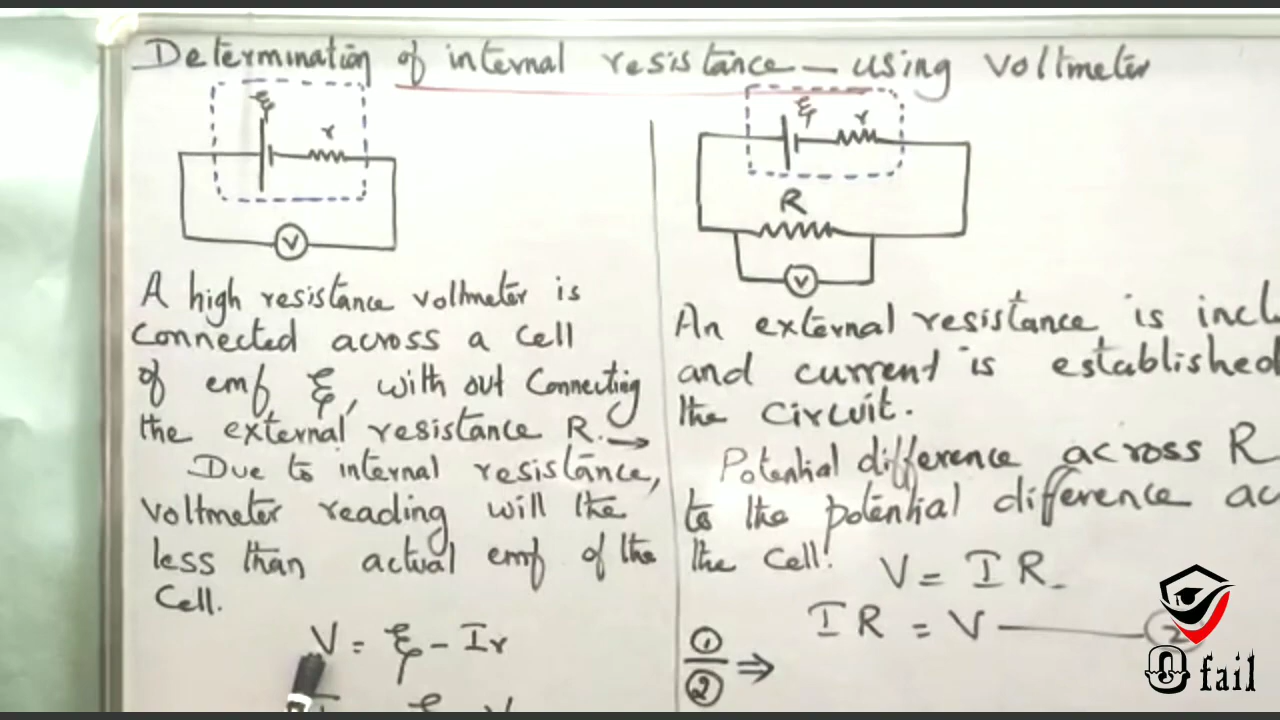 Determination of internal resistance – using voltmeter
ξ
r
V
A high resistance voltmeter is
connected across a cell
of emf ξ, with out connecting
the external resistance R. →
Due to internal resistance,
voltmeter reading will the
less than actual emf of the
cell.
V = ξ - Ir
ξ
r
R
V
An external resistance is
and current is established
the circuit.
Potential difference across R
to the potential difference
the cell.
V = IR
IR = V — 2
1/2 ⇒
0 fail